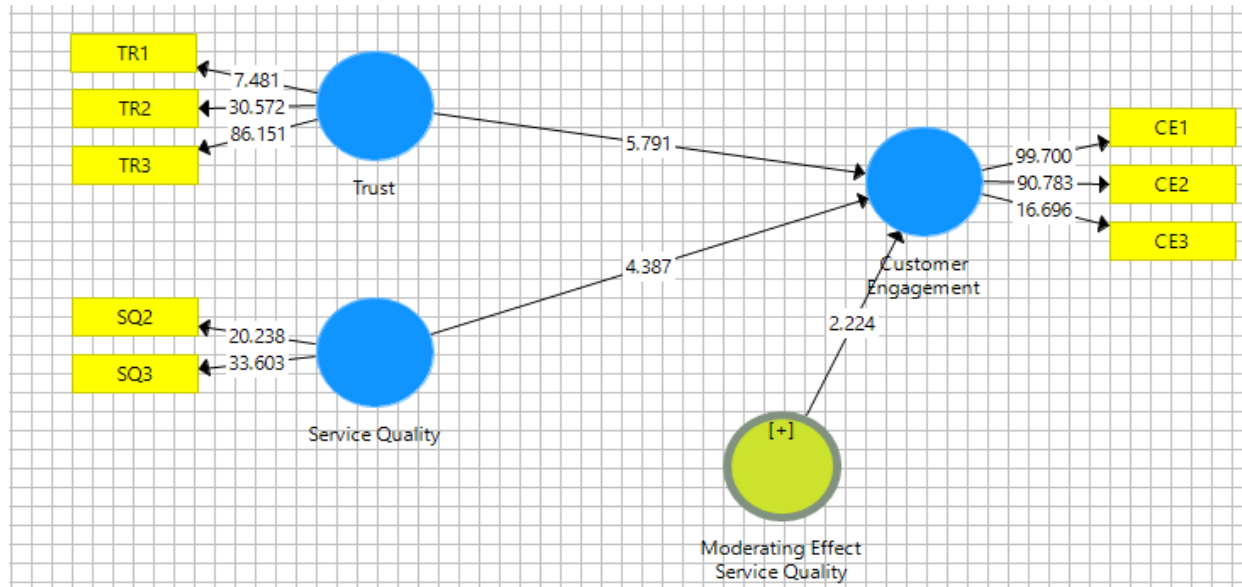 TR1
7.481
TR2
30.572
86.151
TR3
Trust
5.791
CE1
99.700
90.783
CE2
16.696
CE3
Customer
Engagement
4.387
SQ2
20.238
33.603
SQ3
Service Quality
2.224
[+]
Moderating Effect
Service Quality